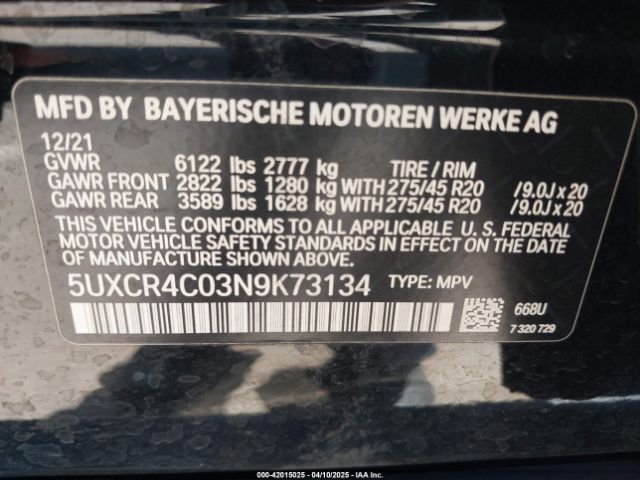 MFD BY BAYERISCHE MOTOREN WERKE AG
12/21
GVWR 6122 lbs 2777 kg TIRE / RIM
GAWR FRONT 2822 lbs 1280 kg WITH 275/45 R20 /9.0J x 20
GAWR REAR 3589 lbs 1628 kg WITH 275/45 R20 /9.0J x 20
THIS VEHICLE CONFORMS TO ALL APPLICABLE U. S. FEDERAL
MOTOR VEHICLE SAFETY STANDARDS IN EFFECT ON THE DATE
OF MANUFACTURE SHOWN ABOVE.
5UXCR4C03N9K73134 TYPE: MPV
668U
7 320 729
000-42015025 - 04/10/2025 - IAA Inc.